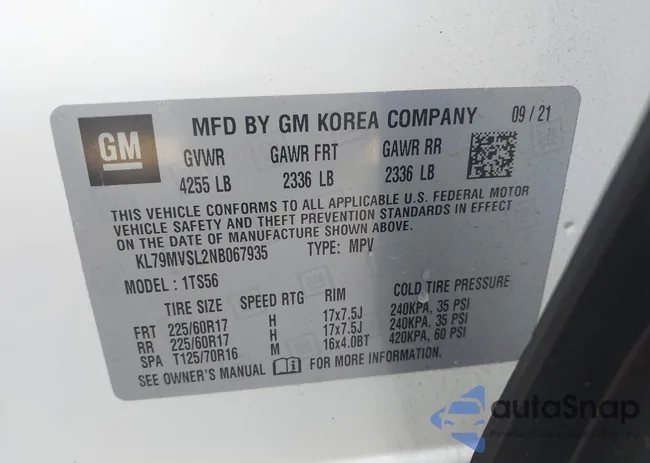 GM
MFD BY GM KOREA COMPANY 09/21
GVWR GAWR FRT GAWR RR
4255 LB 2336 LB 2336 LB
THIS VEHICLE CONFORMS TO ALL APPLICABLE U.S. FEDERAL MOTOR
VEHICLE SAFETY AND THEFT PREVENTION STANDARDS IN EFFECT
ON THE DATE OF MANUFACTURE SHOWN ABOVE.
KL79MVSL2NB067935 TYPE: MPV
MODEL : 1TS56
TIRE SIZE SPEED RTG RIM COLD TIRE PRESSURE
FRT 225/60R17 H 17x7.5J 240KPA, 35 PSI
RR 225/60R17 H 17x7.5J 240KPA, 35 PSI
SPA T125/70R16 M 16x4.0BT 420KPA, 60 PSI
SEE OWNER'S MANUAL FOR MORE INFORMATION.
autoSnap